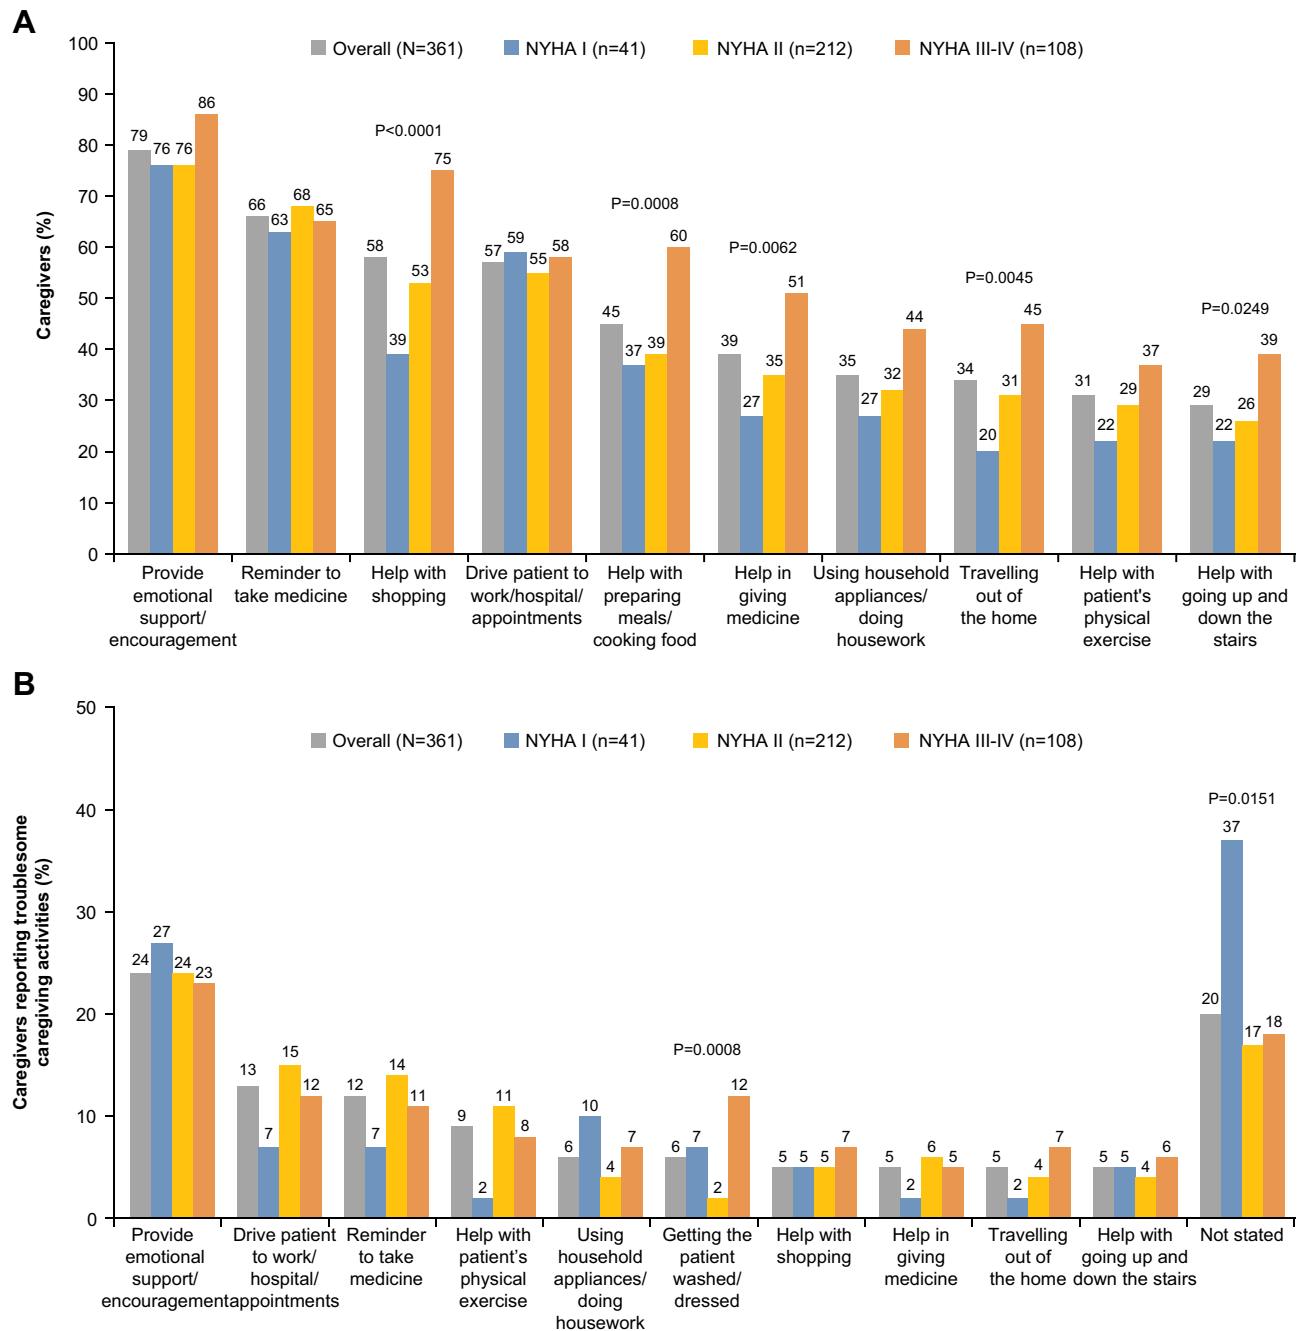 A
Overall (N=361) NYHA I (n=41) NYHA II (n=212) NYHA III-IV (n=108)
Caregivers (%)
100
90
80
70
60
50
40
30
20
10
0
79 76 76 86
66 63 68 65
P<0.0001
58 39 53 75
57 59 55 58
P=0.0008
45 37 39 60
P=0.0062
39 27 35 51
35 27 32 44
P=0.0045
34 20 31 45
31 22 29 37
P=0.0249
29 22 26 39
Provide
emotional
support/
encouragement
Reminder to
take medicine
Help with
shopping
Drive patient to
work/hospital/
appointments
Help with
preparing
meals/
cooking food
Help in
giving
medicine
Using household
appliances/
doing
housework
Travelling
out of
the home
Help with
patient's
physical
exercise
Help with
going up and
down the
stairs
B
Overall (N=361) NYHA I (n=41) NYHA II (n=212) NYHA III-IV (n=108)
Caregivers reporting troublesome
caregiving activities (%)
50
40
30
20
10
0
24 27 24 23
13 7 15 12
12 7 14 11
9 2 11 8
6 10 4 7
P=0.0008
6 7 2 12
5 5 5 7
5 2 6 5
5 2 4 7
5 5 4 6
P=0.0151
20 37 17 18
Provide
emotional
support/
encouragement
Drive patient
to work/
hospital/
appointments
Reminder
to take
medicine
Help with
patient’s
physical
exercise
Using
household
appliances/
doing
housework
Getting the
patient
washed/
dressed
Help with
shopping
Help in
giving
medicine
Travelling
out of
the home
Help with
going up and
down the stairs
Not stated